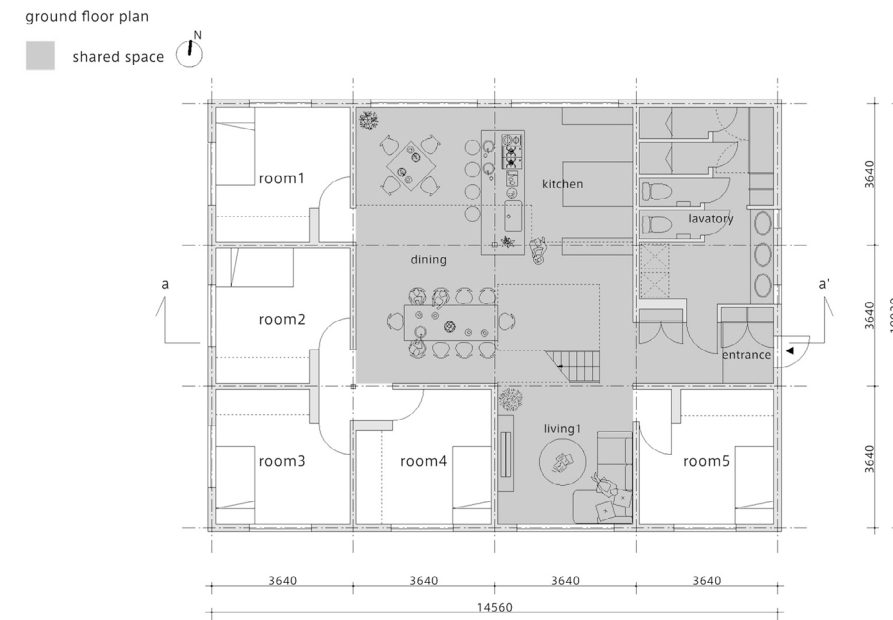 ground floor plan
shared space
N
room1
kitchen
lavatory
dining
a
a'
room2
entrance
living1
room3
room4
room5
3640
3640
3640
3640
3640
3640
3640
14560